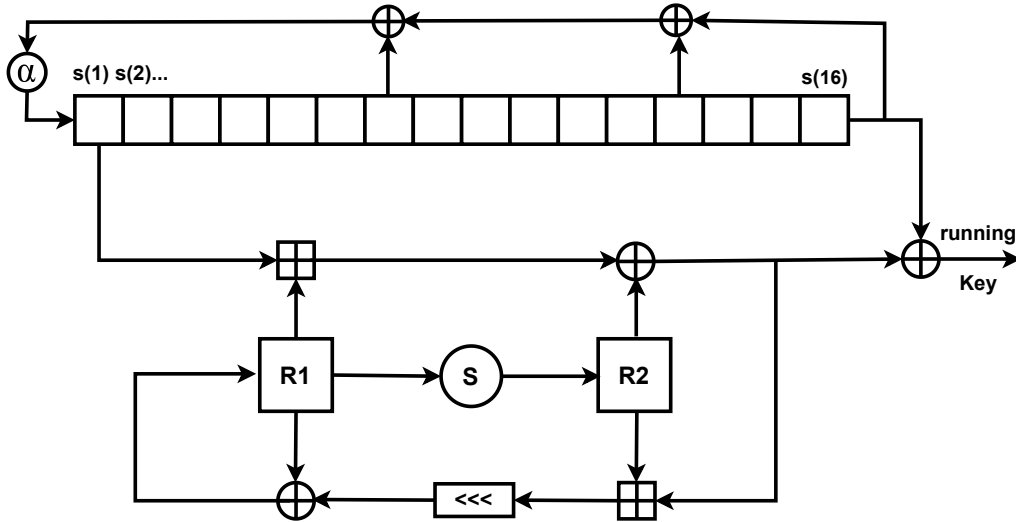 α
s(1) s(2)...
s(16)
running
Key
R1
S
R2
<<<